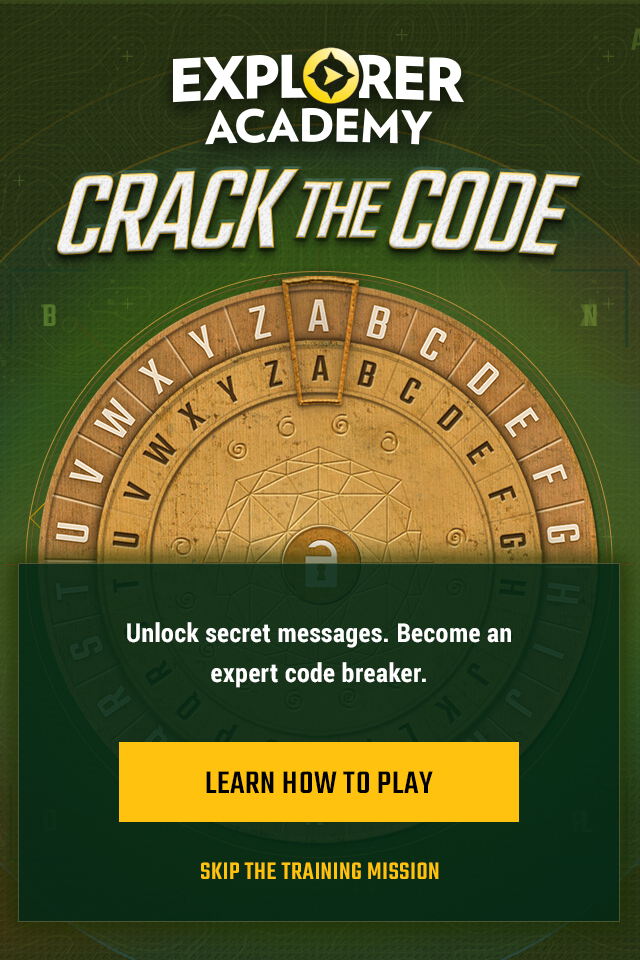 EXPLORER
ACADEMY
CRACK THE CODE
B
N
U V W X Y Z A B C D E F G
U V W X Y Z A B C D E F G
T
T
H
H
S
I
R
J
Unlock secret messages. Become an
expert code breaker.
LEARN HOW TO PLAY
SKIP THE TRAINING MISSION